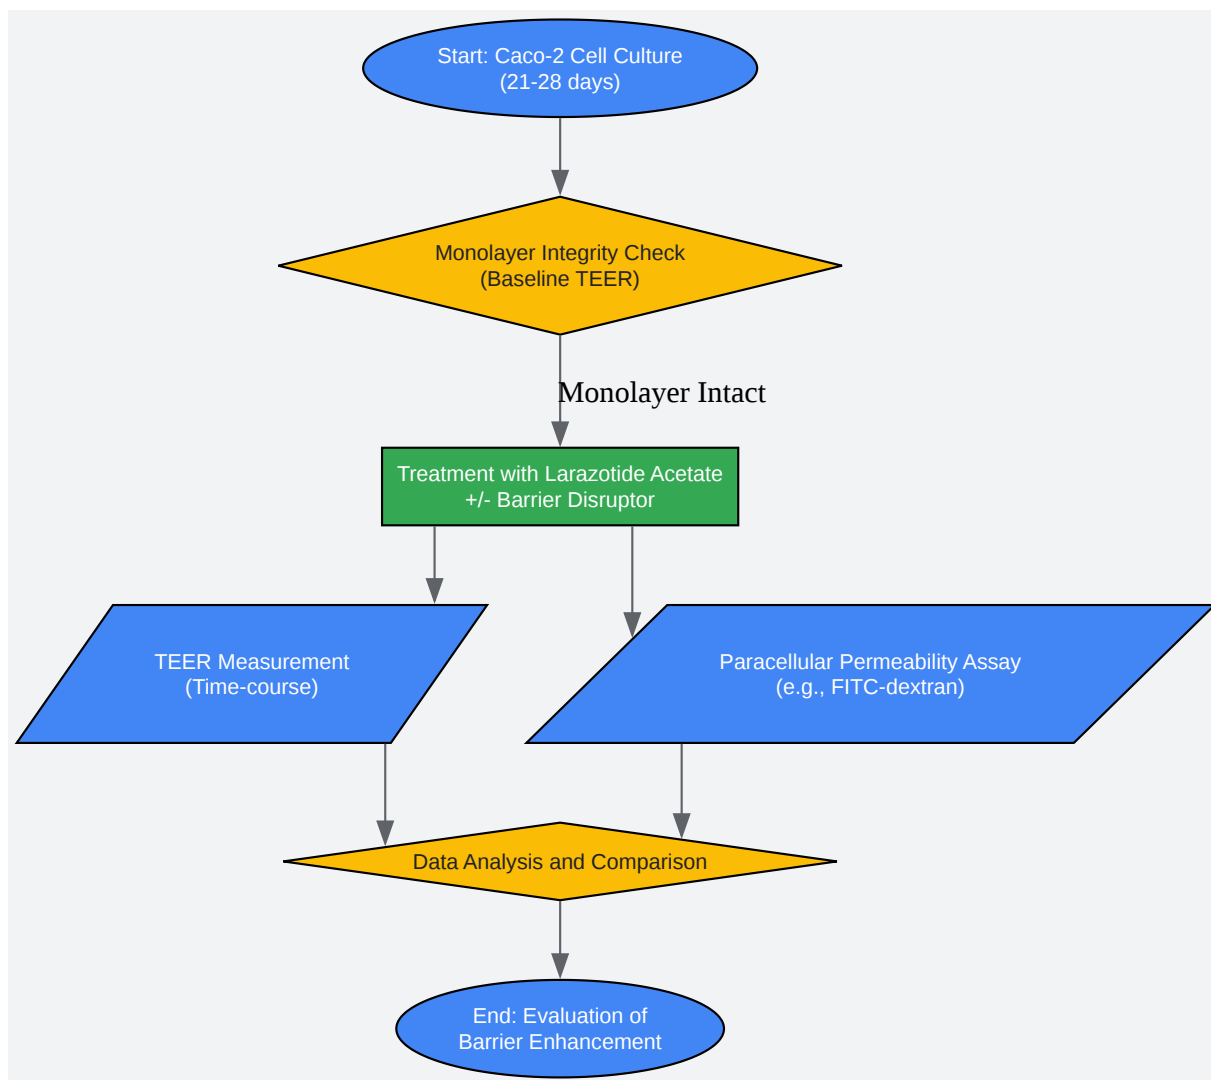 Start: Caco-2 Cell Culture
(21-28 days)
Monolayer Integrity Check
(Baseline TEER)
Monolayer Intact
Treatment with Larazotide Acetate
+/- Barrier Disruptor
TEER Measurement
(Time-course)
Paracellular Permeability Assay
(e.g., FITC-dextran)
Data Analysis and Comparison
End: Evaluation of
Barrier Enhancement